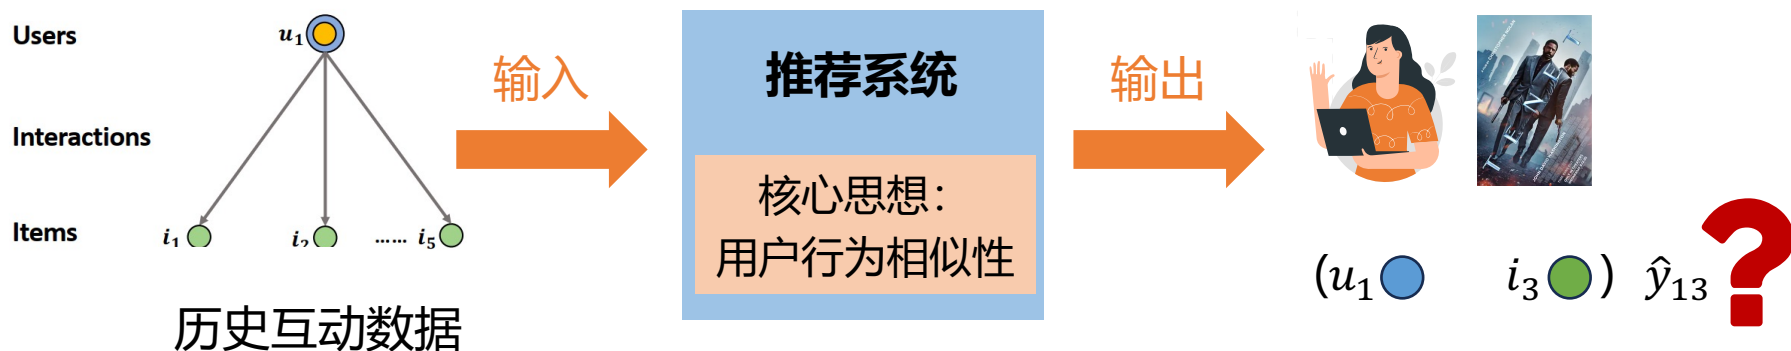 Users
u₁
Interactions
Items
i₁
i₂
...... i₅
历史互动数据
输入
推荐系统
核心思想：
用户行为相似性
输出
TENET
(u₁ i₃) ŷ₁₃ ?